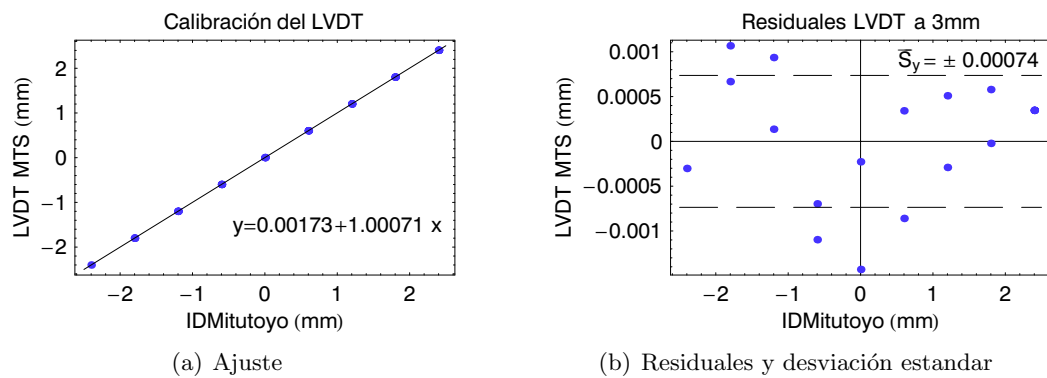 Calibración del LVDT
LVDT MTS (mm)
2
1
0
−1
−2
y=0.00173+1.00071 x
−2 −1 0 1 2
IDMitutoyo (mm)
(a) Ajuste
Residuales LVDT a 3mm
LVDT MTS (mm)
0.001
0.0005
0
−0.0005
−0.001
S̅y = ± 0.00074
−2 −1 0 1 2
IDMitutoyo (mm)
(b) Residuales y desviación estandar